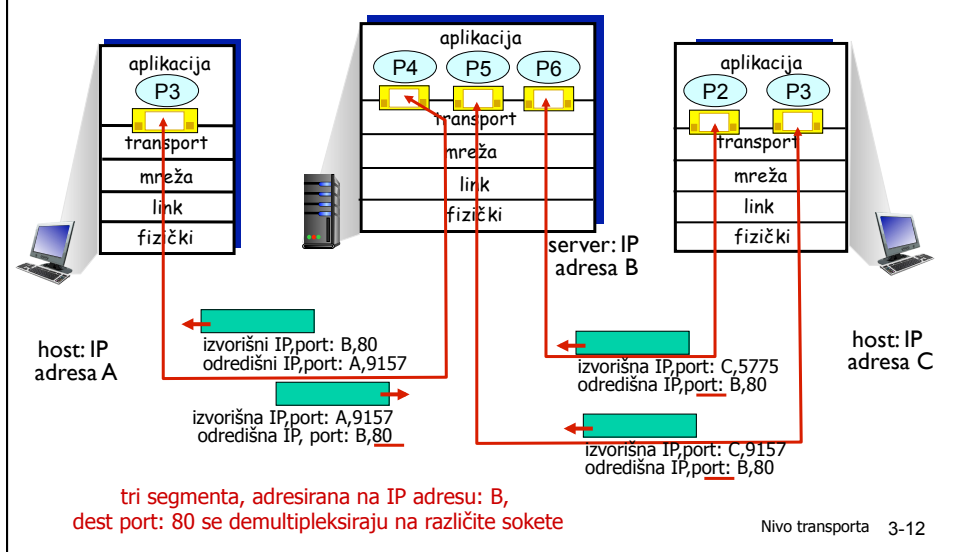 aplikacija
P3
transport
mreža
link
fizički
aplikacija
P4 P5 P6
transport
mreža
link
fizički
server: IP
adresa B
aplikacija
P2 P3
transport
mreža
link
fizički
host: IP
adresa A
izvorišni IP,port: B,80
odredišni IP,port: A,9157
izvorišna IP,port: A,9157
odredišna IP, port: B,80
izvorišna IP,port: C,5775
odredišna IP,port: B,80
izvorišna IP,port: C,9157
odredišna IP,port: B,80
host: IP
adresa C
tri segmenta, adresirana na IP adresu: B,
dest port: 80 se demultipleksiraju na različite sokete
Nivo transporta 3-12